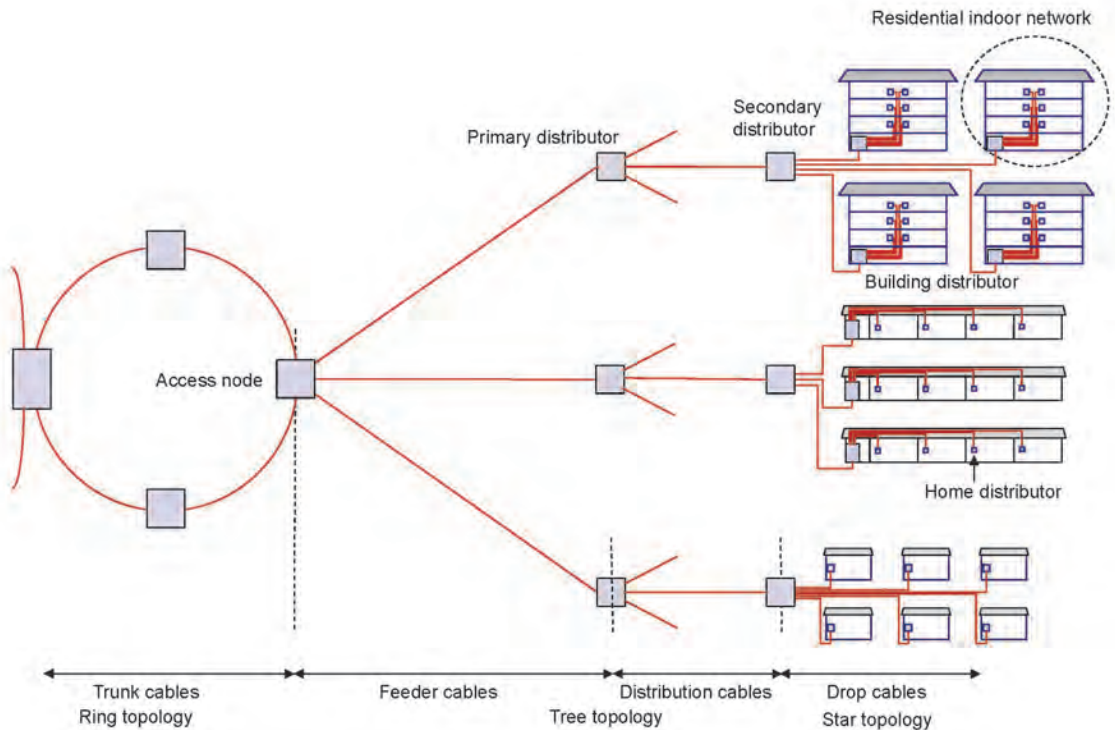 Residential indoor network
Secondary
distributor
Primary distributor
Building distributor
Access node
Home distributor
Trunk cables
Feeder cables
Distribution cables
Drop cables
Ring topology
Tree topology
Star topology